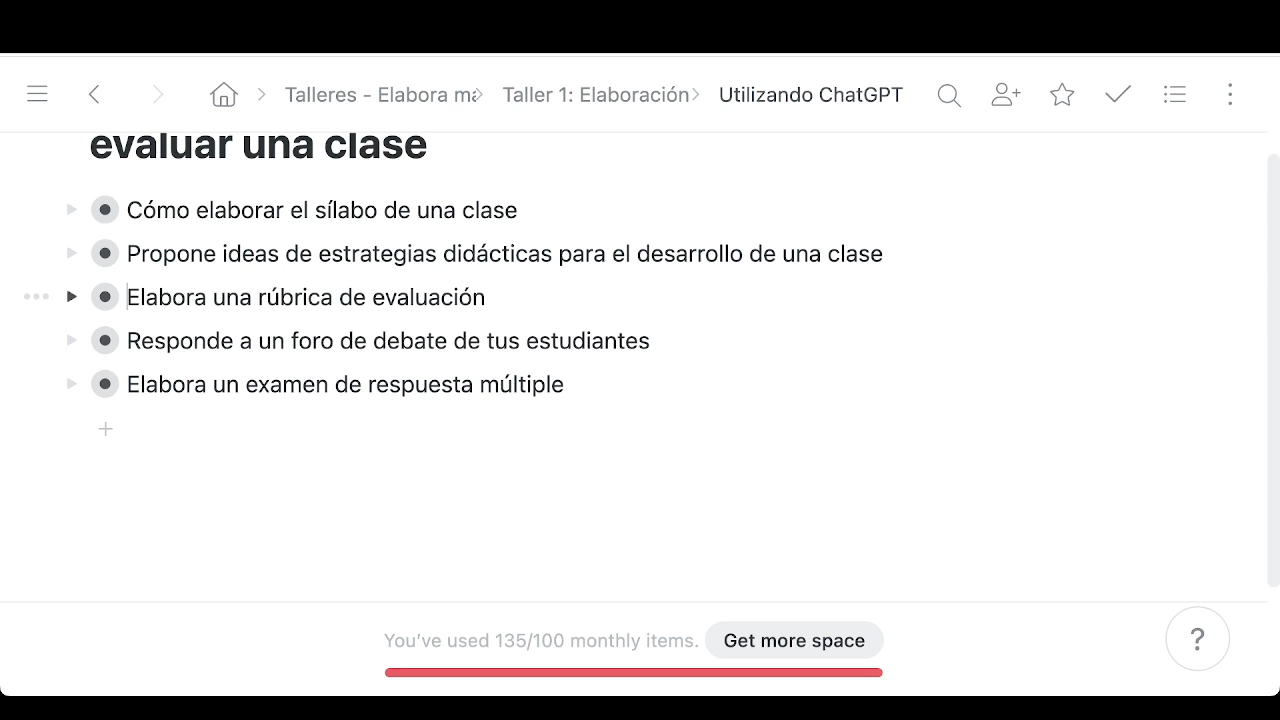 Talleres - Elabora ma Taller 1: Elaboración Utilizando ChatGPT
evaluar una clase
Cómo elaborar el sílabo de una clase
Propone ideas de estrategias didácticas para el desarrollo de una clase
Elabora una rúbrica de evaluación
Responde a un foro de debate de tus estudiantes
Elabora un examen de respuesta múltiple
You've used 135/100 monthly items. Get more space
?